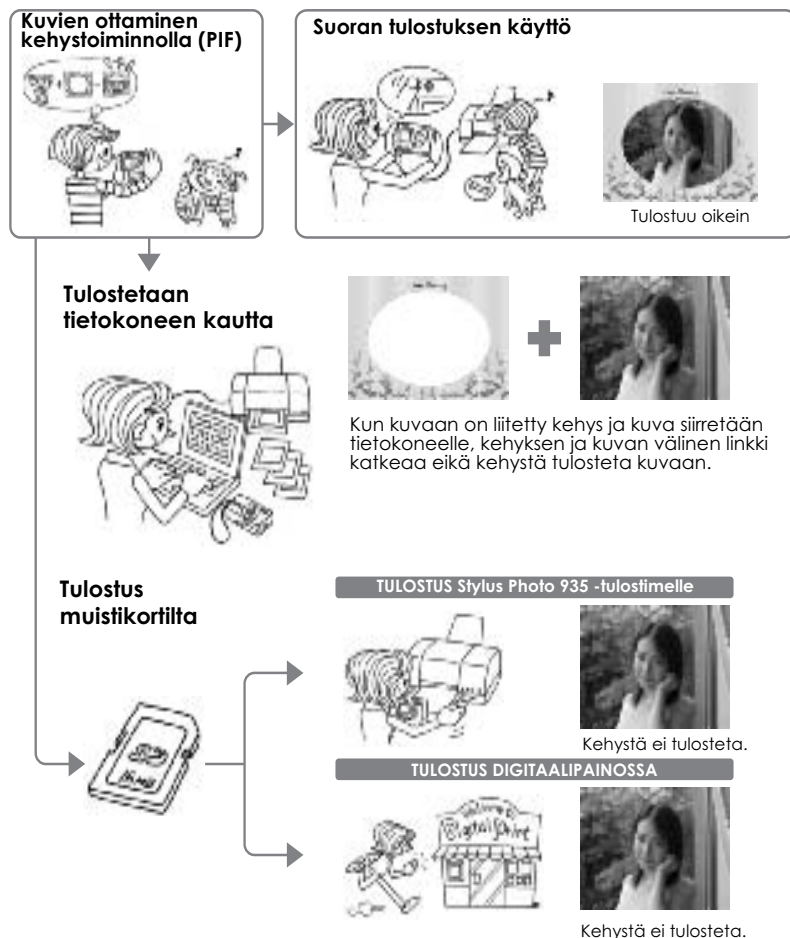 Kuvien ottaminen
kehystoiminnolla (PIF)
Suoran tulostuksen käyttö
Tulostuu oikein
Tulostetaan
tietokoneen kautta
Kun kuvaan on liitetty kehys ja kuva siirretään
tietokoneelle, kehyksen ja kuvan välinen linkki
katkeaa eikä kehystä tulosteta kuvaan.
Tulostus
muistikortilta
TULOSTUS Stylus Photo 935 -tulostimelle
Kehystä ei tulosteta.
TULOSTUS DIGITAALIPAINOSSA
Digital Print
Kehystä ei tulosteta.